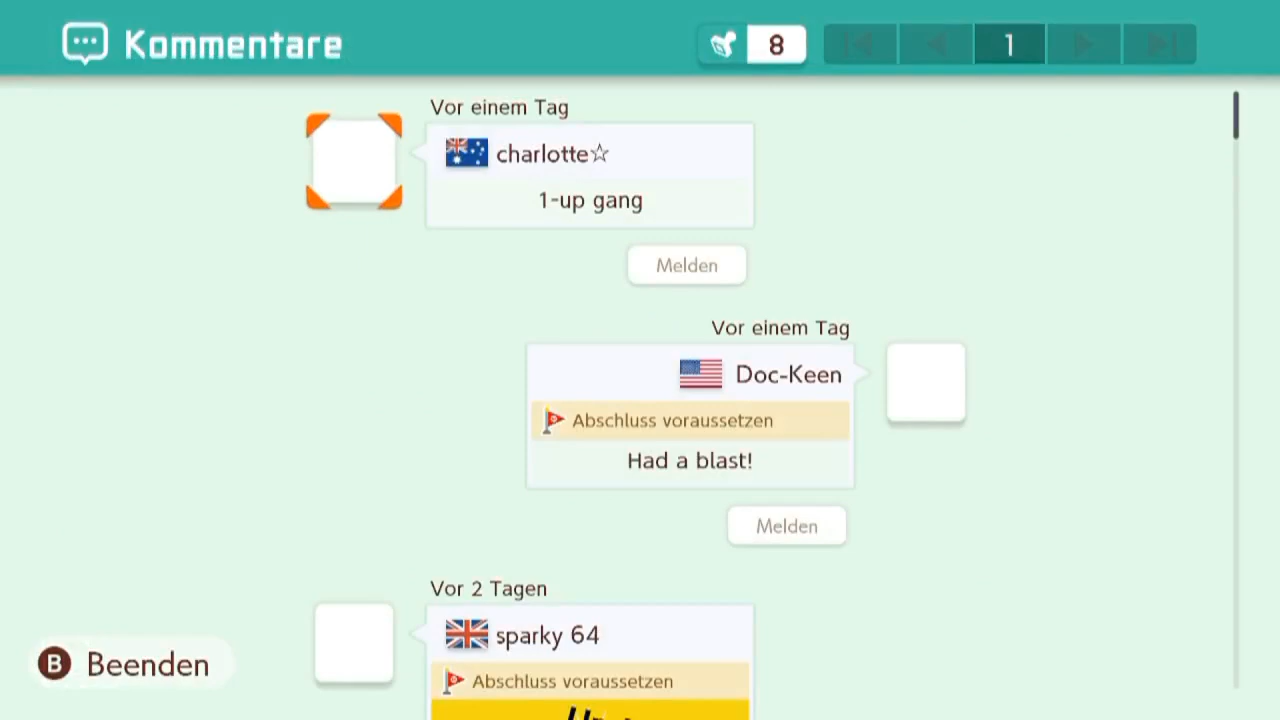 Kommentare
8
1
Vor einem Tag
charlotte☆
1-up gang
Melden
Vor einem Tag
Doc-Keen
Abschluss voraussetzen
Had a blast!
Melden
Vor 2 Tagen
sparky 64
Abschluss voraussetzen
B Beenden